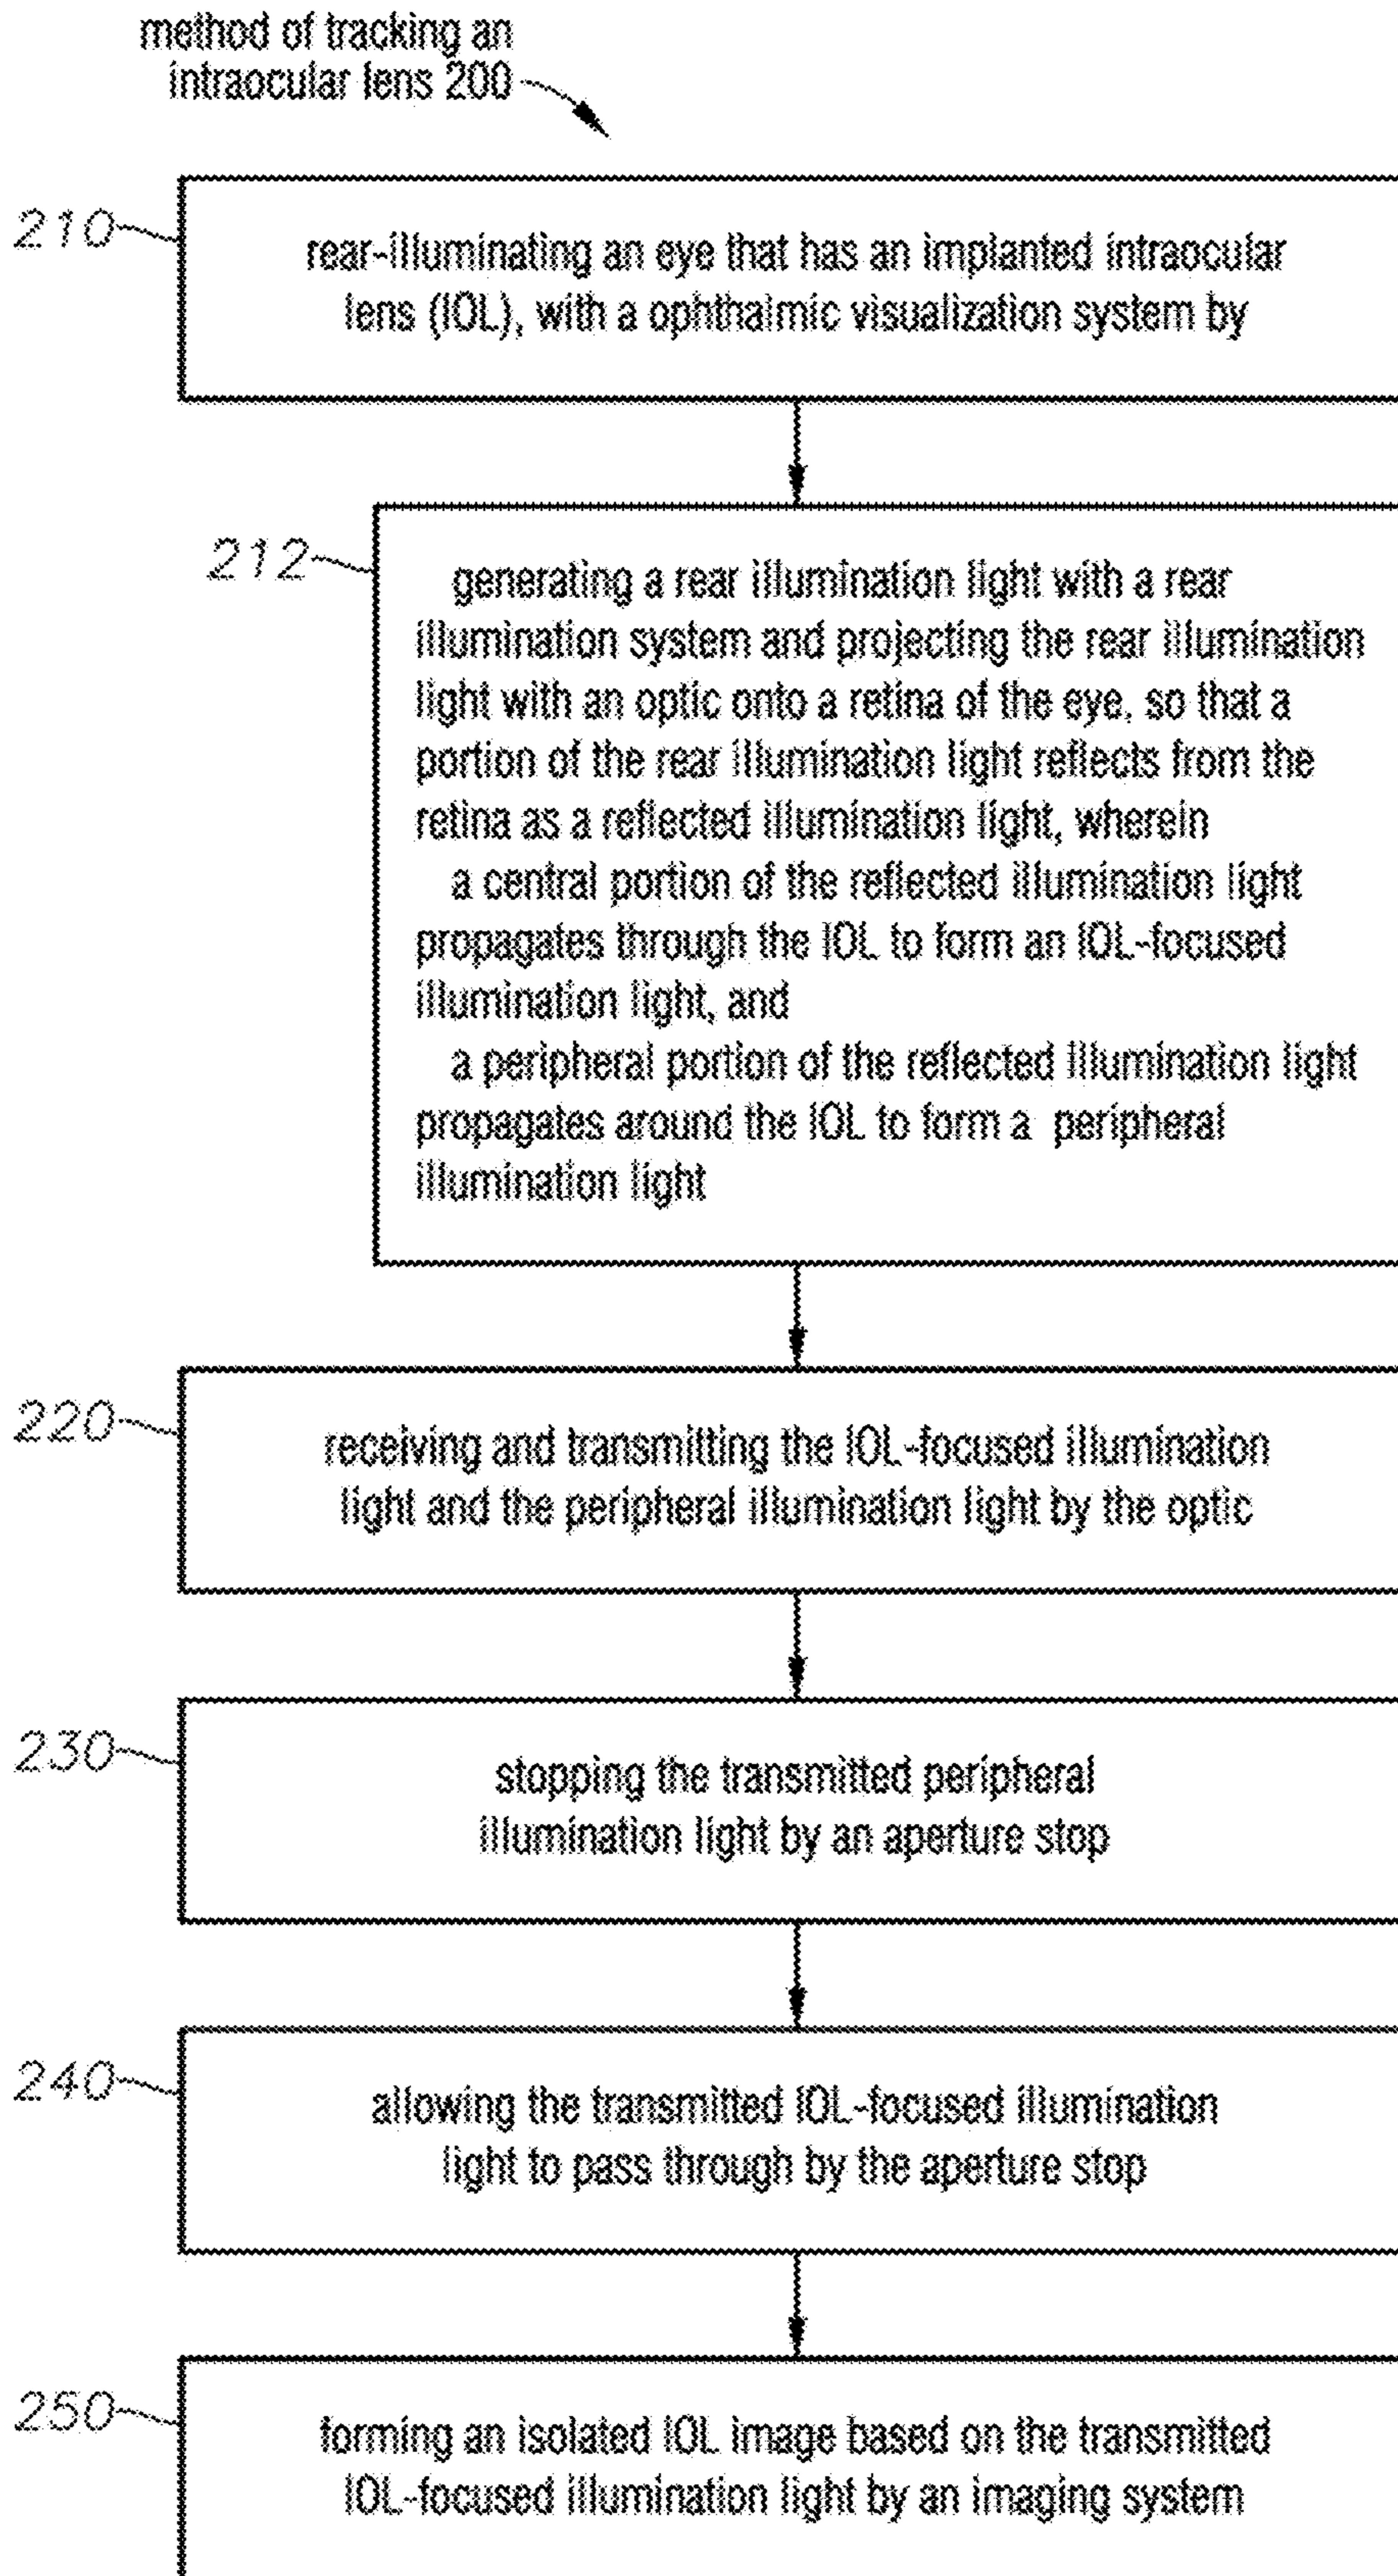 method of tracking an
intraocular lens 200
210
rear-illuminating an eye that has an implanted intraocular
lens (IOL), with a ophthalmic visualization system by
212
generating a rear illumination light with a rear
illumination system and projecting the rear illumination
light with an optic onto a retina of the eye, so that a
portion of the rear illumination light reflects from the
retina as a reflected illumination light, wherein
a central portion of the reflected illumination light
propagates through the IOL to form an IOL-focused
illumination light, and
a peripheral portion of the reflected illumination light
propagates around the IOL to form a peripheral
illumination light
220
receiving and transmitting the IOL-focused illumination
light and the peripheral illumination light by the optic
230
stopping the transmitted peripheral
illumination light by an aperture stop
240
allowing the transmitted IOL-focused illumination
light to pass through by the aperture stop
250
forming an isolated IOL image based on the transmitted
IOL-focused illumination light by an imaging system